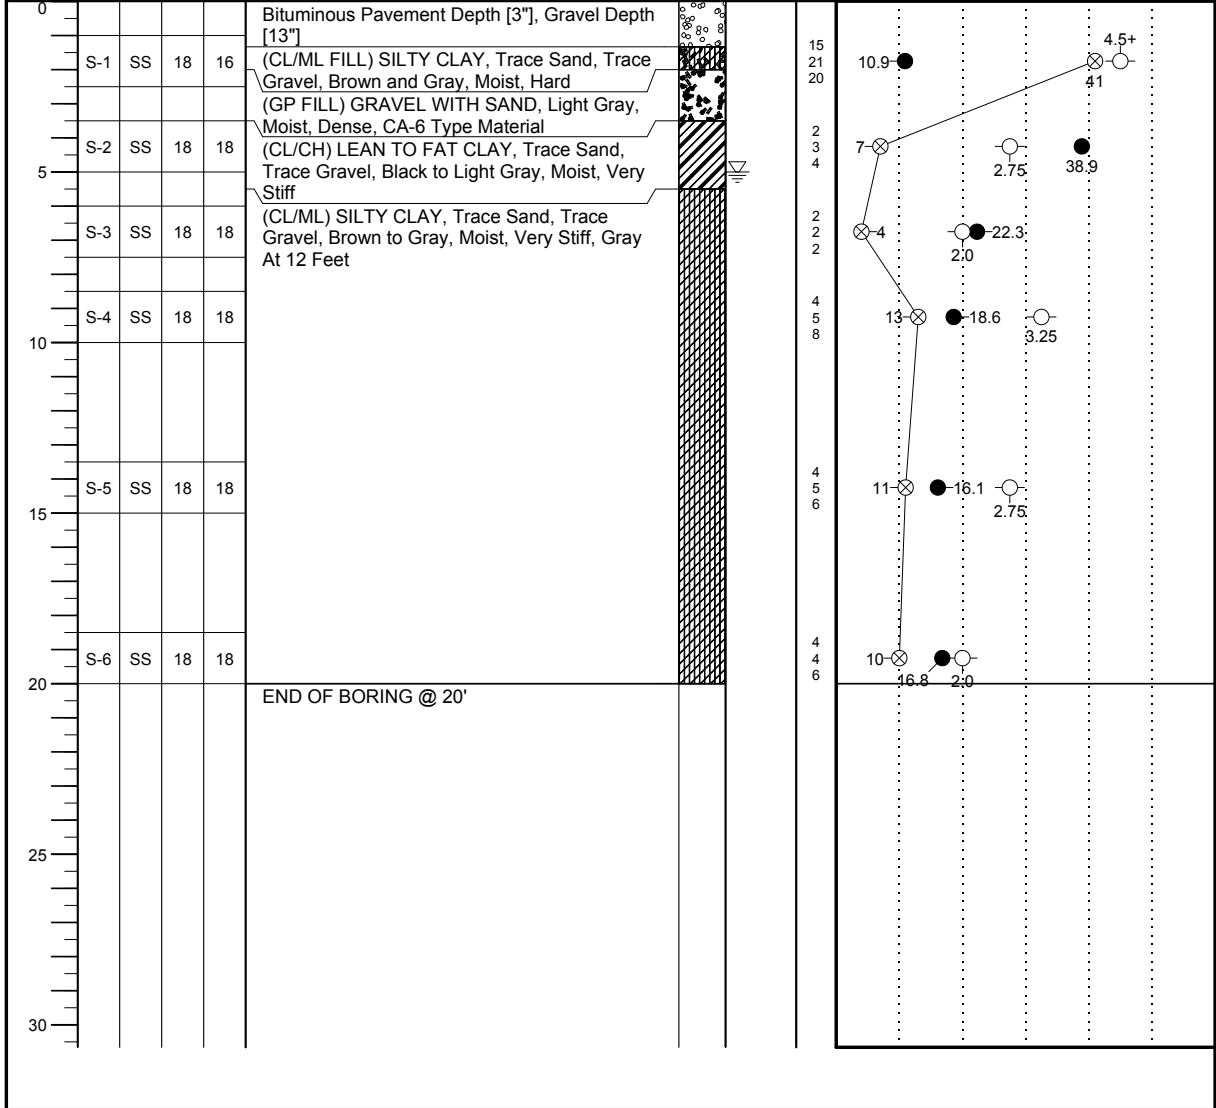 0
Bituminous Pavement Depth [3"], Gravel Depth
[13"]
S-1 SS 18 16
(CL/ML FILL) SILTY CLAY, Trace Sand, Trace
Gravel, Brown and Gray, Moist, Hard
15
21
20
10.9
4.5+
41
(GP FILL) GRAVEL WITH SAND, Light Gray,
Moist, Dense, CA-6 Type Material
S-2 SS 18 18
(CL/CH) LEAN TO FAT CLAY, Trace Sand,
Trace Gravel, Black to Light Gray, Moist, Very
Stiff
2
3
4
7
2.75
38.9
5
S-3 SS 18 18
(CL/ML) SILTY CLAY, Trace Sand, Trace
Gravel, Brown to Gray, Moist, Very Stiff, Gray
At 12 Feet
2
2
2
4
22.3
2.0
S-4 SS 18 18
4
5
8
13
18.6
3.25
10
S-5 SS 18 18
4
5
6
11
16.1
2.75
15
S-6 SS 18 18
4
4
6
10
16.8
2.0
20
END OF BORING @ 20'
25
30